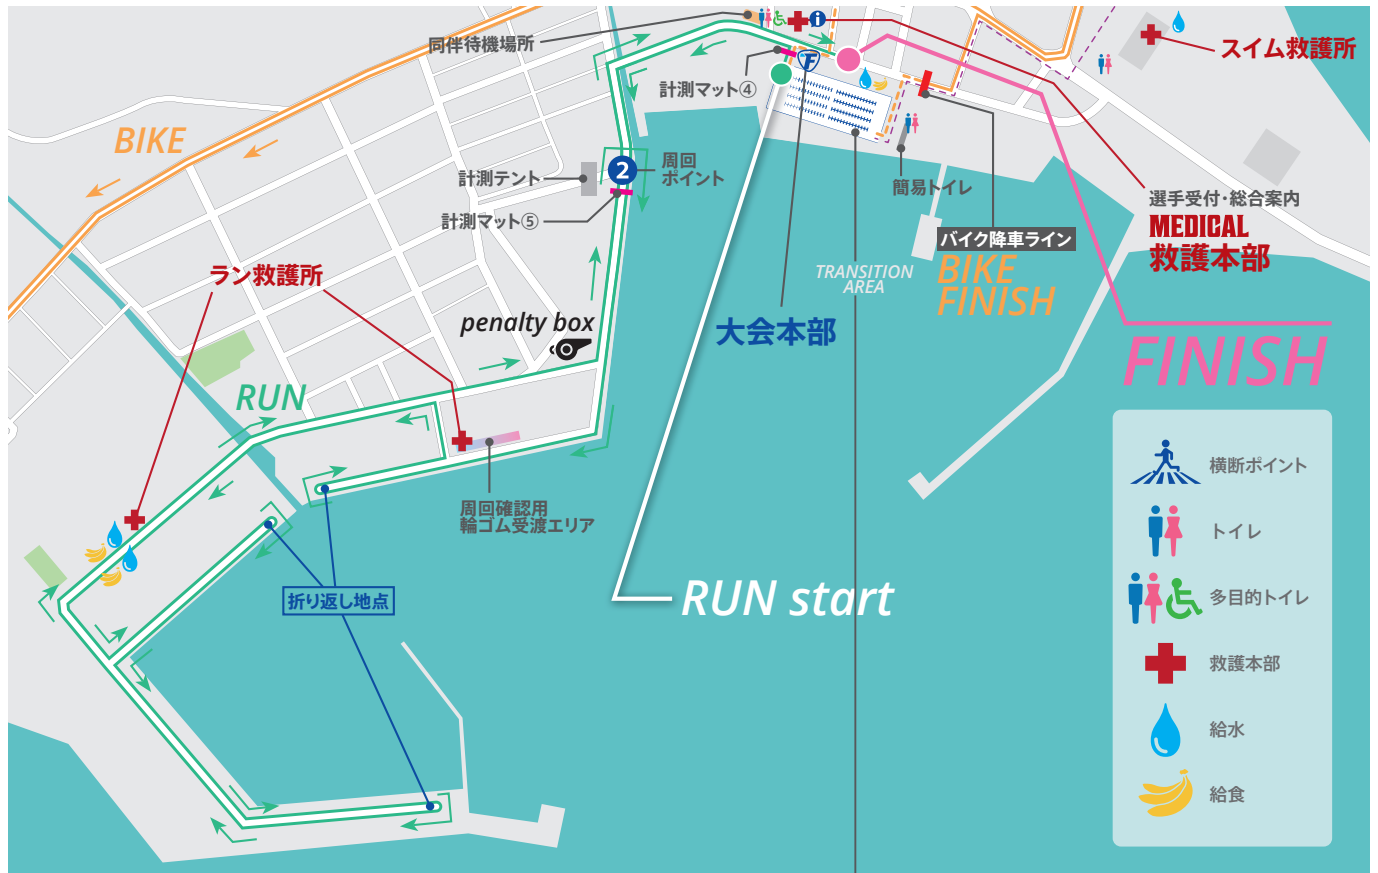 同伴待機場所
計測マット④
スイム救護所
BIKE
計測テント
2
周回
ポイント
計測マット⑤
簡易トイレ
選手受付・総合案内
MEDICAL
救護本部
バイク降車ライン
BIKE
FINISH
TRANSITION
AREA
ラン救護所
penalty box
大会本部
FINISH
RUN
周回確認用
輪ゴム受渡エリア
折り返し地点
RUN start
横断ポイント
トイレ
多目的トイレ
救護本部
給水
給食